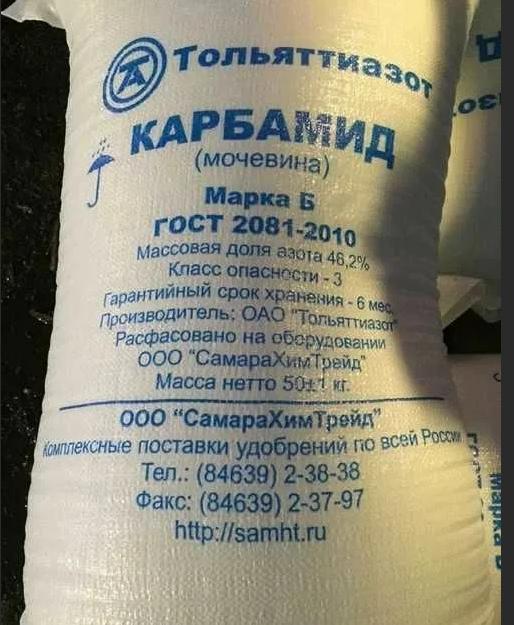 Тольяттиазот
КАРБАМИД
(мочевина)
Марка Б
ГОСТ 2081-2010
Массовая доля азота 46,2%
Класс опасности - 3
Гарантийный срок хранения - 6 мес.
Производитель: ОАО "Тольяттиазот"
Расфасовано на оборудовании
ООО "СамараХимТрейд"
Масса нетто 50±1 кг.
ООО "СамараХимТрейд"
Комплексные поставки удобрений по всей России
Тел.: (84639) 2-38-38
Факс: (84639) 2-37-97
http://samht.ru
Марка Б